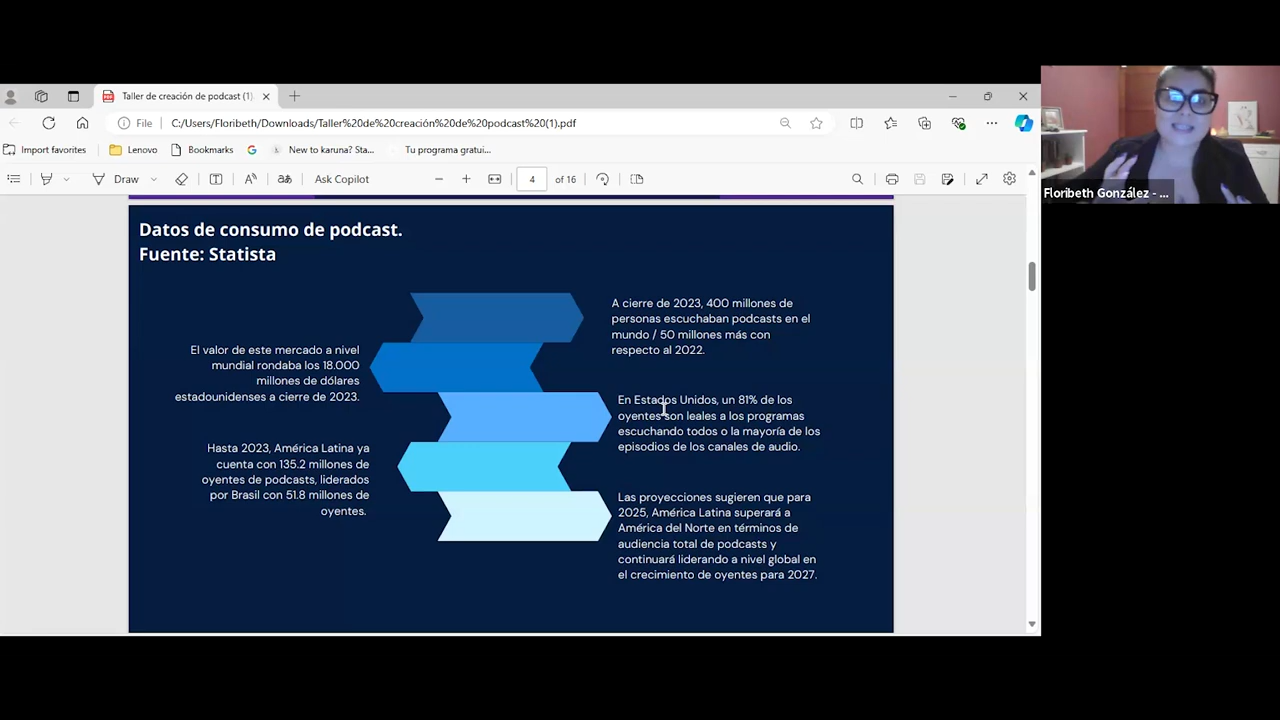 Taller de creación de podcast (1).
File
C:/Users/Floribeth/Downloads/Taller%20de%20creación%20de%20podcast%20(1).pdf
Import favorites
Lenovo
Bookmarks
New to karuna? Sta...
Tu programa gratui...
Draw
Ask Copilot
4
of 16
Floribeth González - ...
Datos de consumo de podcast.
Fuente: Statista
A cierre de 2023, 400 millones de
personas escuchaban podcasts en el
mundo / 50 millones más con
respecto al 2022.
El valor de este mercado a nivel
mundial rondaba los 18.000
millones de dólares
estadounidenses a cierre de 2023.
En Estados Unidos, un 81% de los
oyentes son leales a los programas
escuchando todos o la mayoría de los
episodios de los canales de audio.
Hasta 2023, América Latina ya
cuenta con 135.2 millones de
oyentes de podcasts, liderados
por Brasil con 51.8 millones de
oyentes.
Las proyecciones sugieren que para
2025, América Latina superará a
América del Norte en términos de
audiencia total de podcasts y
continuará liderando a nivel global en
el crecimiento de oyentes para 2027.